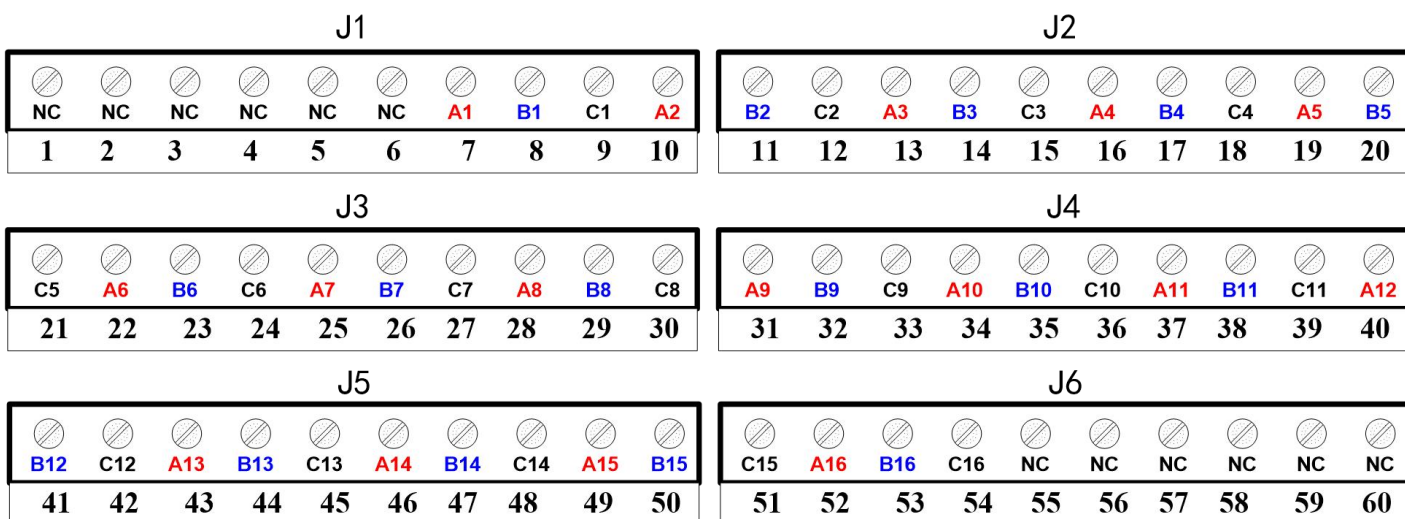 J1
NC NC NC NC NC NC A1 B1 C1 A2
1 2 3 4 5 6 7 8 9 10
J2
B2 C2 A3 B3 C3 A4 B4 C4 A5 B5
11 12 13 14 15 16 17 18 19 20
J3
C5 A6 B6 C6 A7 B7 C7 A8 B8 C8
21 22 23 24 25 26 27 28 29 30
J4
A9 B9 C9 A10 B10 C10 A11 B11 C11 A12
31 32 33 34 35 36 37 38 39 40
J5
B12 C12 A13 B13 C13 A14 B14 C14 A15 B15
41 42 43 44 45 46 47 48 49 50
J6
C15 A16 B16 C16 NC NC NC NC NC NC
51 52 53 54 55 56 57 58 59 60